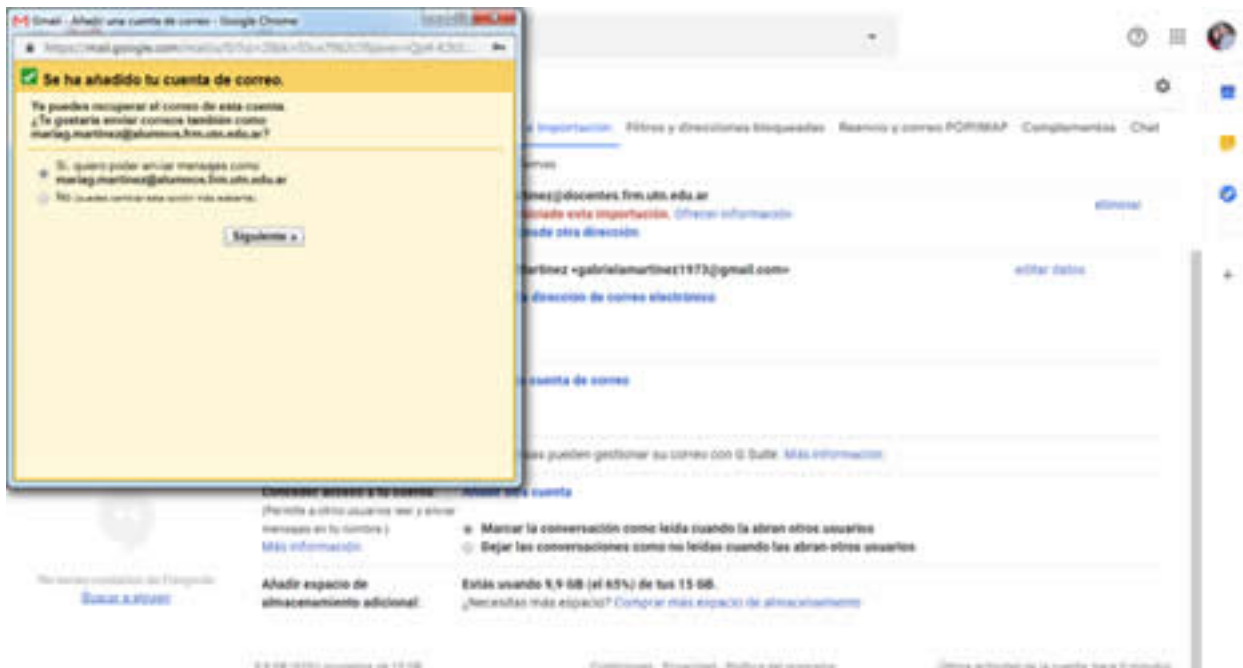 Gmail - Añadir una cuenta de correo - Google Chrome
Se ha añadido tu cuenta de correo.
Ya puedes recuperar el correo de esta cuenta.
¿Te gustaría enviar correos también como
mariag.martinez@alumnos.frm.utn.edu.ar?
Sí, quiero poder enviar mensajes como
mariag.martinez@alumnos.frm.utn.edu.ar
No (puedes cambiar esta opción más adelante)
Siguiente »
importación Filtros y direcciones bloqueadas Reenvío y correo POP/IMAP Complementos Chat
@docentes.frm.utn.edu.ar
eliminar
esta importación. Ofrecer información
desde otra dirección
Martinez <gabrielamartinez1973@gmail.com>
editar datos
dirección de correo electrónico
cuenta de correo
pueden gestionar su correo con G Suite. Más información
Conceder acceso a tu cuenta: Añadir otra cuenta
(Permite a otros usuarios leer y enviar
mensajes en tu nombre.)
Más información
Marcar la conversación como leída cuando la abran otros usuarios
Dejar las conversaciones como no leídas cuando las abran otros usuarios
Buscar a alguien
Añadir espacio de
almacenamiento adicional:
Estás usando 9,9 GB (el 65%) de tus 15 GB.
¿Necesitas más espacio? Comprar más espacio de almacenamiento